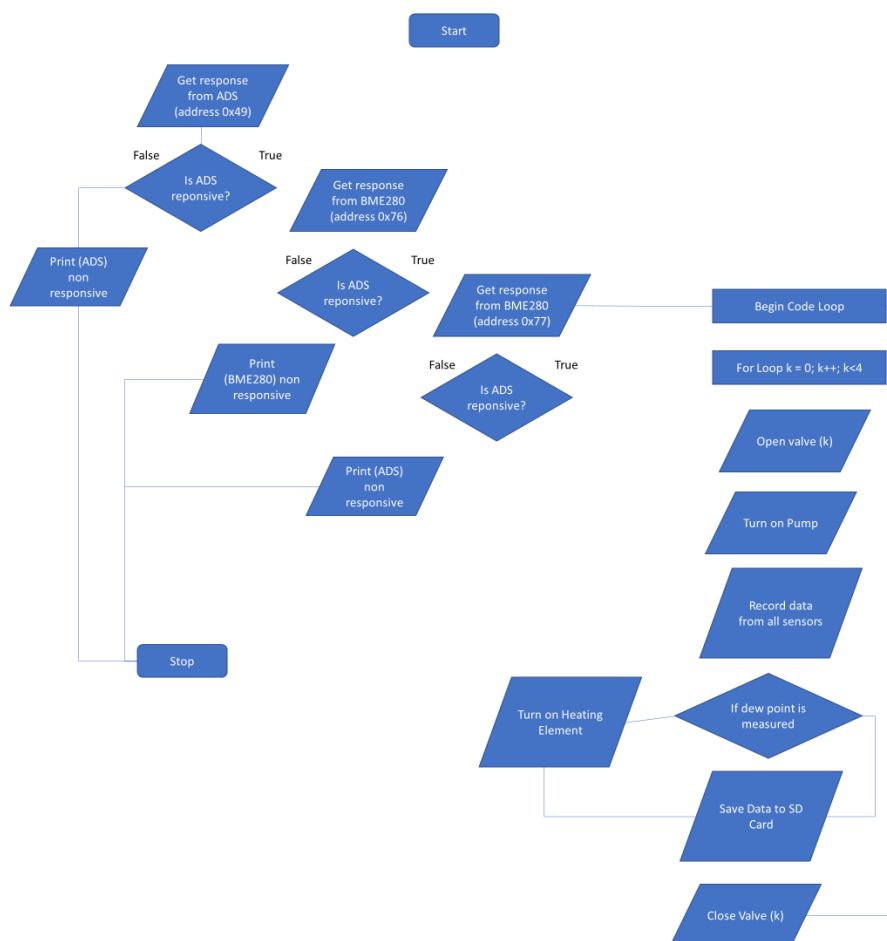 Start
Get response
from ADS
(address 0x49)
False
True
Is ADS
reponsive?
Get response
from BME280
(address 0x76)
Print (ADS)
non
responsive
False
True
Is ADS
reponsive?
Get response
from BME280
(address 0x77)
Begin Code Loop
Print
(BME280) non
responsive
False
True
Is ADS
reponsive?
For Loop k = 0; k++; k<4
Open valve (k)
Print (ADS)
non
responsive
Turn on Pump
Record data
from all sensors
Stop
Turn on Heating
Element
If dew point is
measured
Save Data to SD
Card
Close Valve (k)